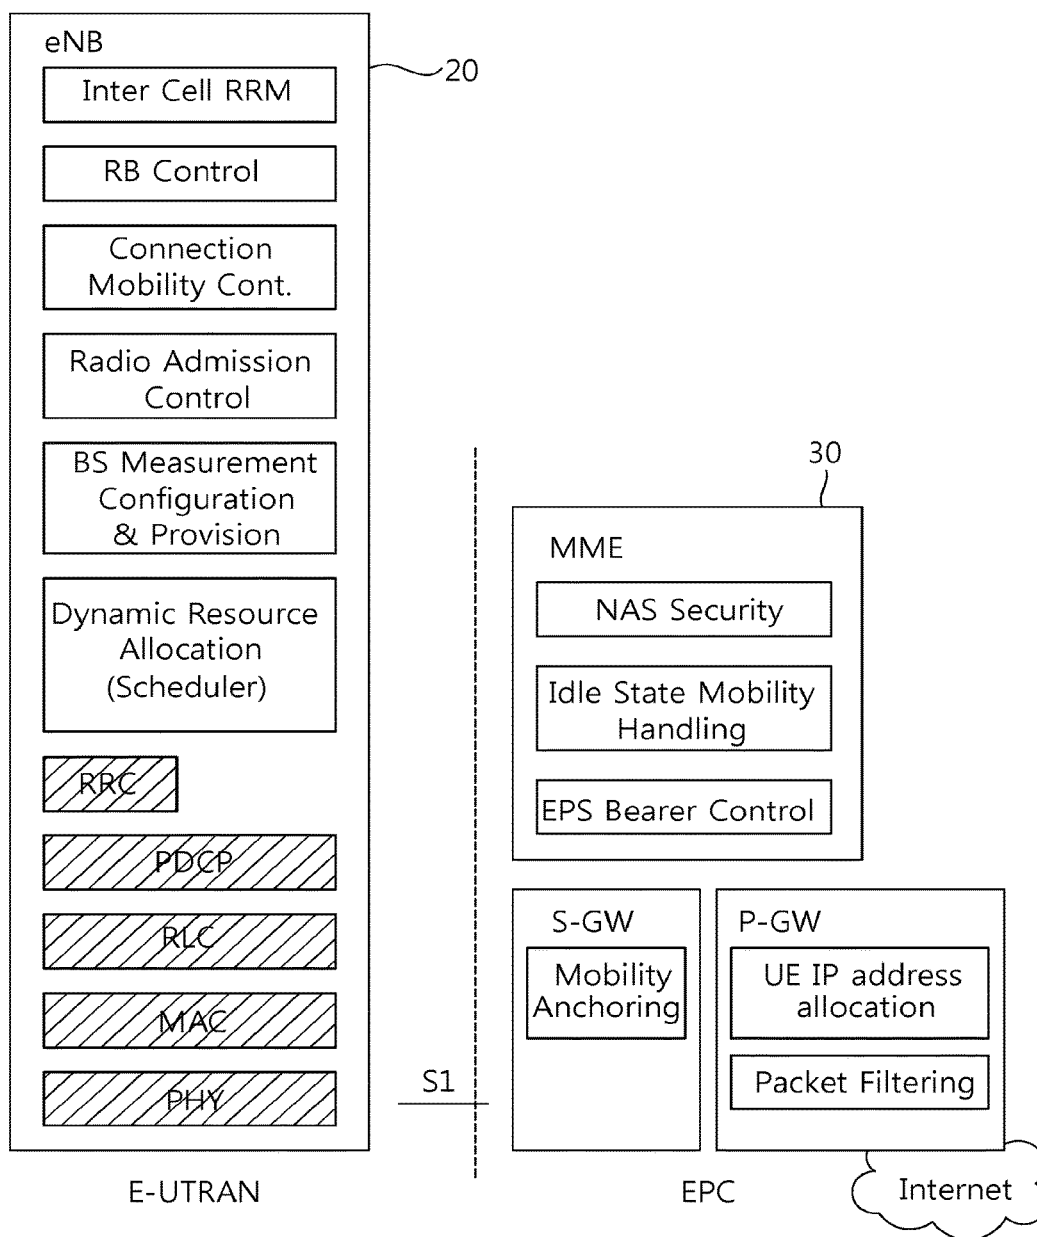 eNB
20
Inter Cell RRM
RB Control
Connection
Mobility Cont.
Radio Admission
Control
BS Measurement
Configuration
& Provision
Dynamic Resource
Allocation
(Scheduler)
RRC
PDCP
RLC
MAC
PHY
E-UTRAN
S1
30
MME
NAS Security
Idle State Mobility
Handling
EPS Bearer Control
S-GW
Mobility
Anchoring
P-GW
UE IP address
allocation
Packet Filtering
EPC
Internet